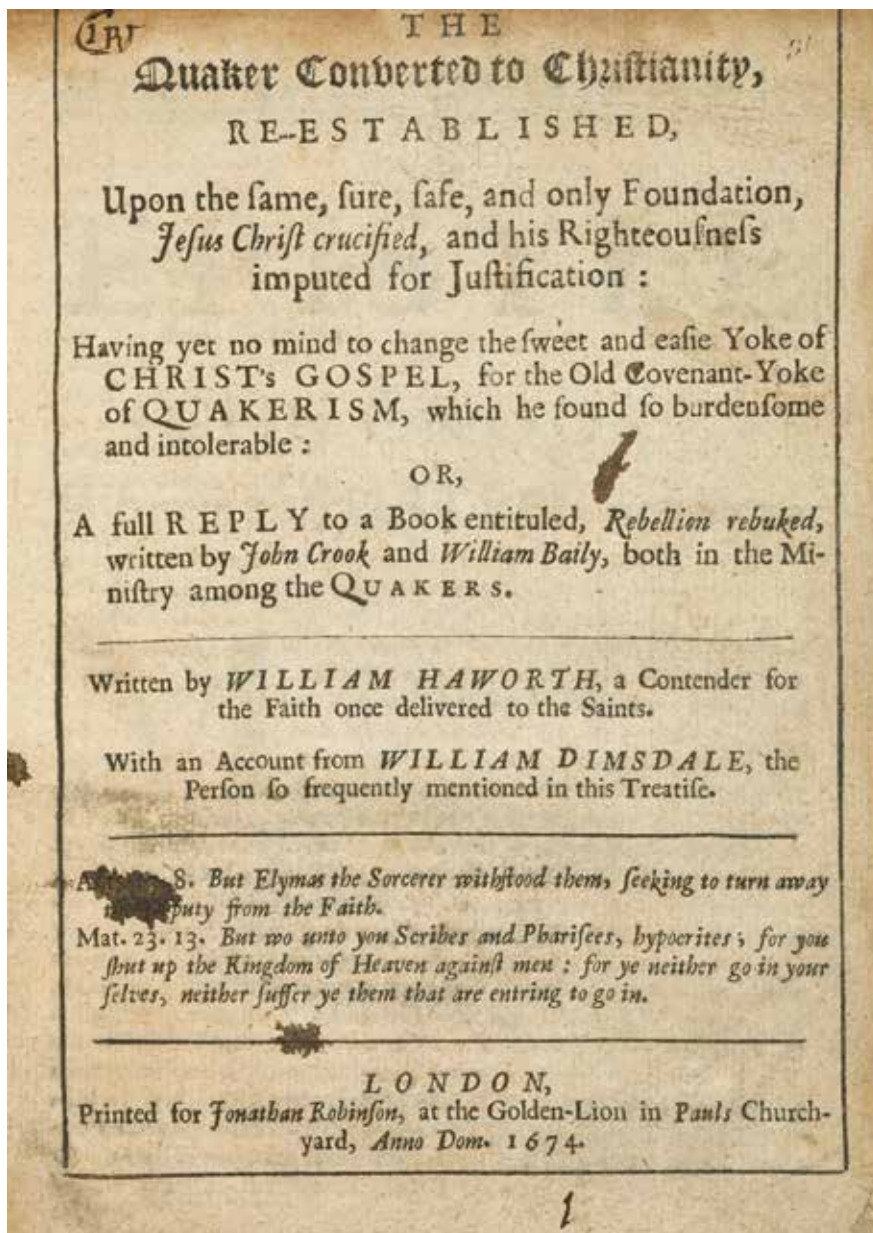 THE
Quaker Converted to Chriſtianity,
RE-ESTABLISHED,
Upon the ſame, ſure, ſafe, and only Foundation,
Jeſus Chriſt crucified, and his Righteouſneſs
imputed for Juſtification :
Having yet no mind to change the ſweet and eaſie Yoke of
CHRIST's GOSPEL, for the Old Covenant-Yoke
of QUAKERISM, which he found ſo burdenſome
and intolerable :
OR,
A full REPLY to a Book entituled, Rebellion rebuked,
written by John Crook and William Baily, both in the Mi-
niſtry among the QUAKERS.
Written by WILLIAM HAWORTH, a Contender for
the Faith once delivered to the Saints.
With an Account from WILLIAM DIMSDALE, the
Perſon ſo frequently mentioned in this Treatiſe.
8. But Elymas the Sorcerer withſtood them, ſeeking to turn away
from the Faith.
Mat. 23. 13. But wo unto you Scribes and Phariſees, hypocrites ; for you
ſhut up the Kingdom of Heaven againſt men : for ye neither go in your
ſelves, neither ſuffer ye them that are entring to go in.
LONDON,
Printed for Jonathan Robinſon, at the Golden-Lion in Pauls Church-
yard, Anno Dom. 1674.